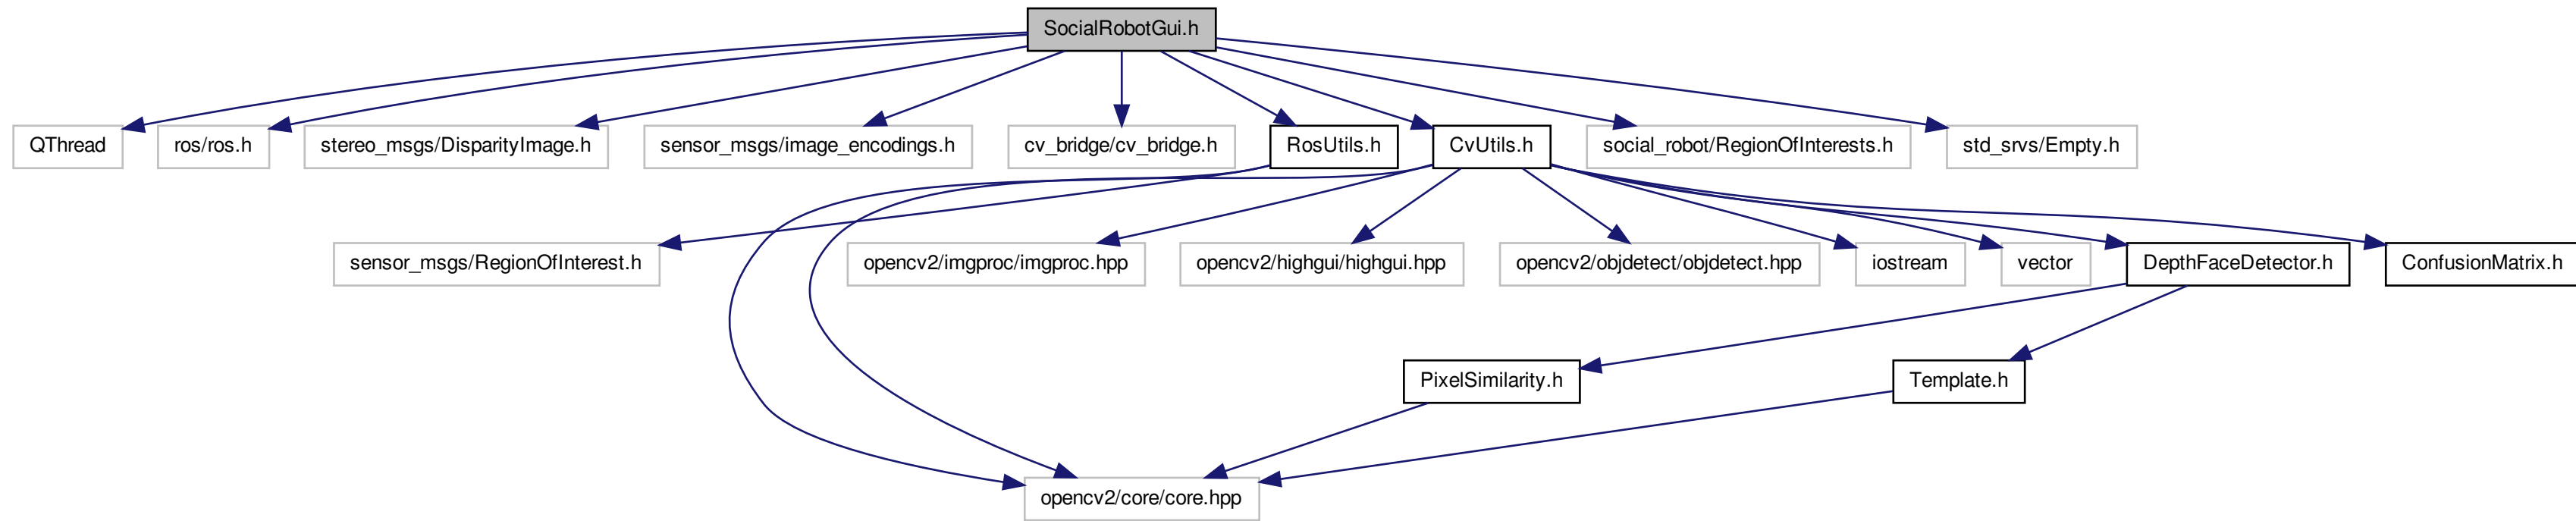 SocialRobotGui.h
QThread
ros/ros.h
stereo_msgs/DisparityImage.h
sensor_msgs/image_encodings.h
cv_bridge/cv_bridge.h
RosUtils.h
CvUtils.h
social_robot/RegionOfInterests.h
std_srvs/Empty.h
sensor_msgs/RegionOfInterest.h
opencv2/imgproc/imgproc.hpp
opencv2/highgui/highgui.hpp
opencv2/objdetect/objdetect.hpp
iostream
vector
DepthFaceDetector.h
ConfusionMatrix.h
PixelSimilarity.h
Template.h
opencv2/core/core.hpp